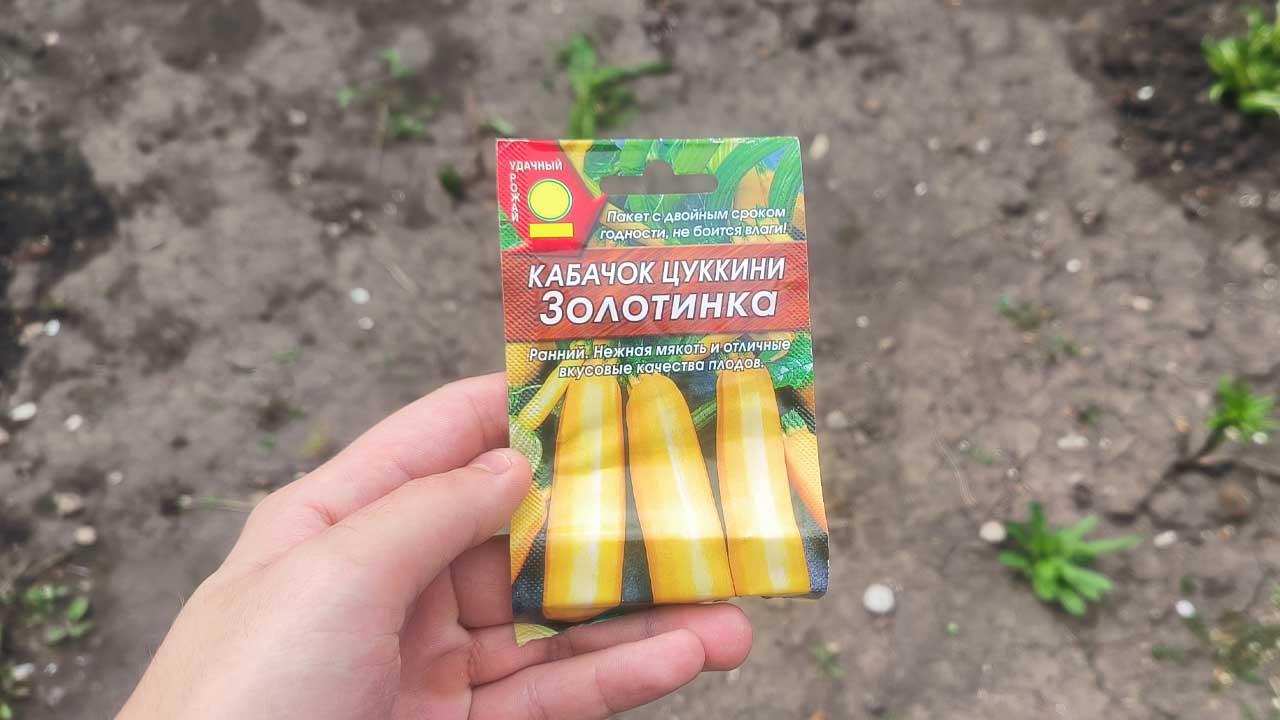 УДАЧНЫЙ
УРОЖАЙ
Пакет с двойным сроком
годности, не боится влаги!
КАБАЧОК ЦУККИНИ
Золотинка
Ранний. Нежная мякоть и отличные
вкусовые качества плодов.